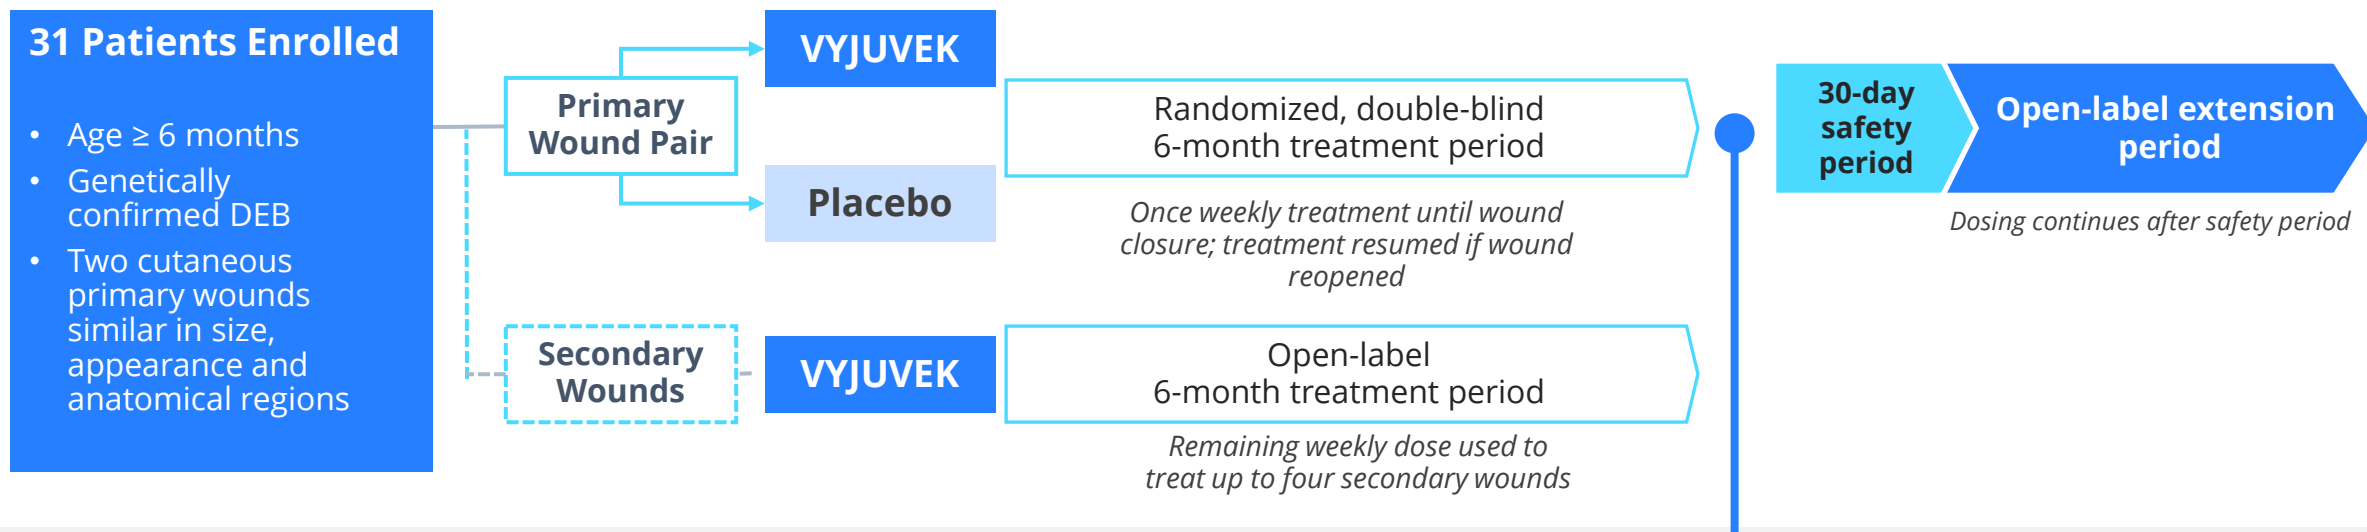 31 Patients Enrolled
• Age ≥ 6 months
• Genetically
confirmed DEB
• Two cutaneous
primary wounds
similar in size,
appearance and
anatomical regions
Primary
Wound Pair
VYJUVEK
Placebo
Randomized, double-blind
6-month treatment period
Once weekly treatment until wound
closure; treatment resumed if wound
reopened
Secondary
Wounds
VYJUVEK
Open-label
6-month treatment period
Remaining weekly dose used to
treat up to four secondary wounds
30-day
safety
period
Open-label extension
period
Dosing continues after safety period